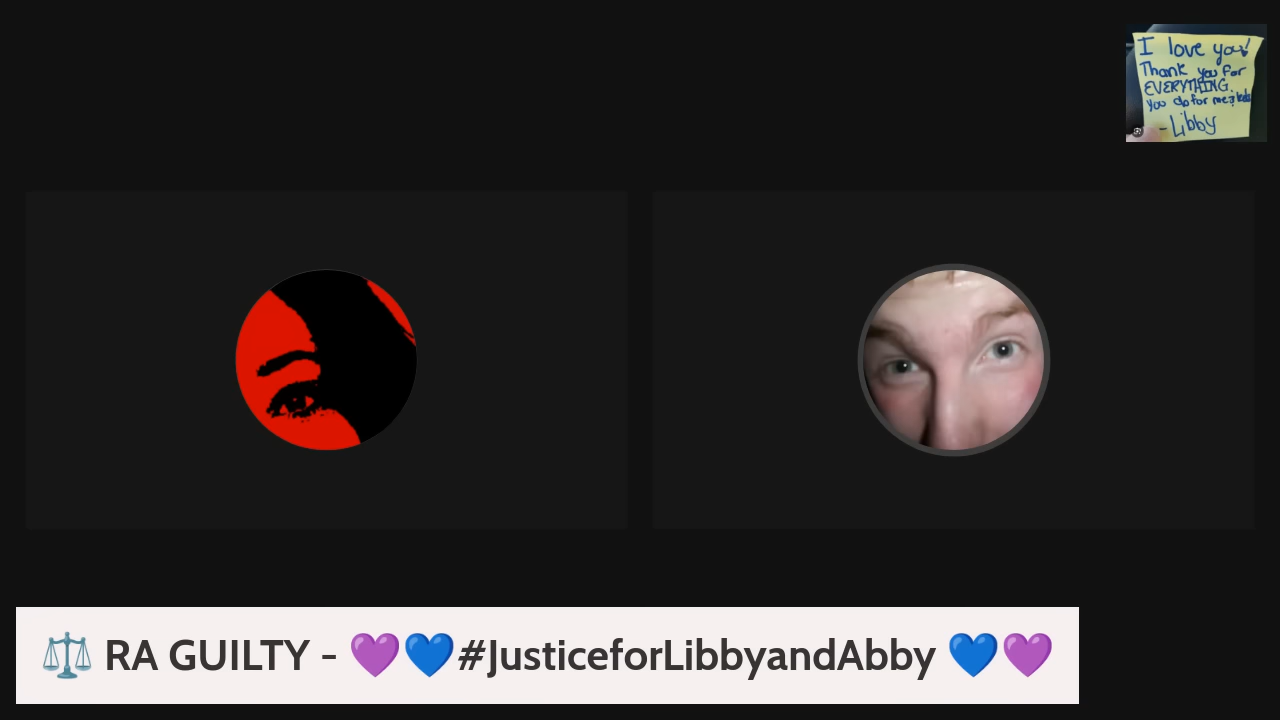 I love you!
Thank you for
EVERYTHING
you do for me
-Libby
⚖️ RA GUILTY - 💜💙#JusticeforLibbyandAbby 💙💜